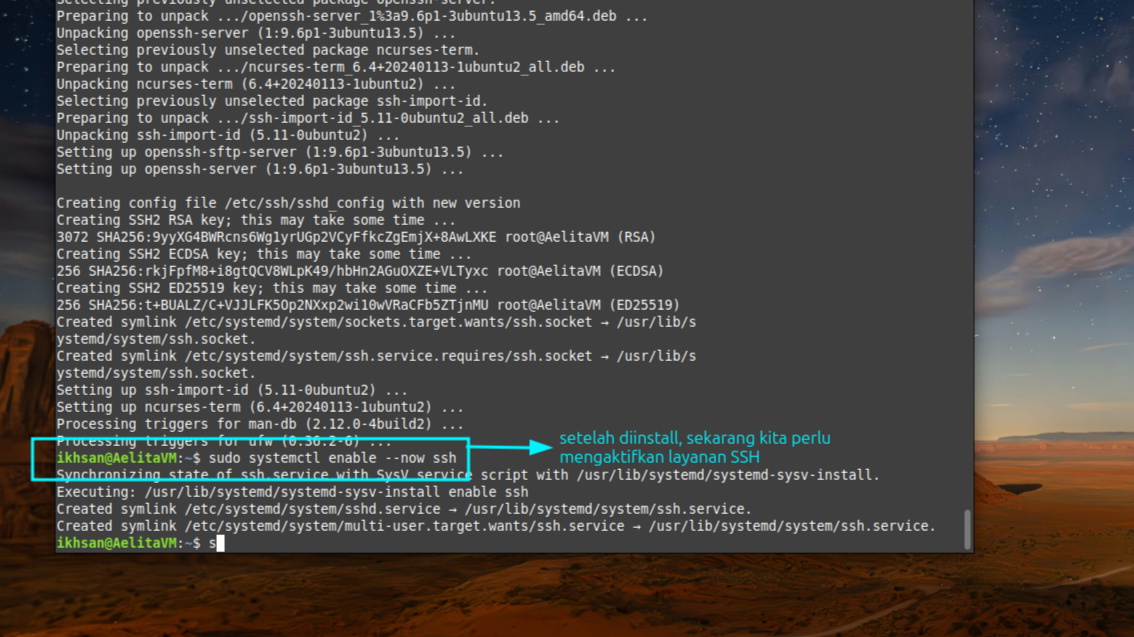 Selecting previously unselected package openssh-server.
Preparing to unpack .../openssh-server_1%3a9.6p1-3ubuntu13.5_amd64.deb ...
Unpacking openssh-server (1:9.6p1-3ubuntu13.5) ...
Selecting previously unselected package ncurses-term.
Preparing to unpack .../ncurses-term_6.4+20240113-1ubuntu2_all.deb ...
Unpacking ncurses-term (6.4+20240113-1ubuntu2) ...
Selecting previously unselected package ssh-import-id.
Preparing to unpack .../ssh-import-id_5.11-0ubuntu2_all.deb ...
Unpacking ssh-import-id (5.11-0ubuntu2) ...
Setting up openssh-sftp-server (1:9.6p1-3ubuntu13.5) ...
Setting up openssh-server (1:9.6p1-3ubuntu13.5) ...
Creating config file /etc/ssh/sshd_config with new version
Creating SSH2 RSA key; this may take some time ...
3072 SHA256:9yyXG4BWRcns6Wg1yrUGp2VCyFfkcZgEmjX+8AwLXKE root@AelitaVM (RSA)
Creating SSH2 ECDSA key; this may take some time ...
256 SHA256:rkjFpfM8+i8gtQCV8WLpK49/hbHn2AGuOXZE+VLTyxc root@AelitaVM (ECDSA)
Creating SSH2 ED25519 key; this may take some time ...
256 SHA256:t+BUALZ/C+VJJLFK5Op2NXxp2wi10wVRaCFb5ZTjnMU root@AelitaVM (ED25519)
Created symlink /etc/systemd/system/sockets.target.wants/ssh.socket → /usr/lib/s
ystemd/system/ssh.socket.
Created symlink /etc/systemd/system/ssh.service.requires/ssh.socket → /usr/lib/s
ystemd/system/ssh.socket.
Setting up ssh-import-id (5.11-0ubuntu2) ...
Setting up ncurses-term (6.4+20240113-1ubuntu2) ...
Processing triggers for man-db (2.12.0-4build2) ...
Processing triggers for ufw (0.36.2-6) ...
ikhsan@AelitaVM:~$ sudo systemctl enable --now ssh
setelah diinstall, sekarang kita perlu
mengaktifkan layanan SSH
Synchronizing state of ssh.service with SysV service script with /usr/lib/systemd/systemd-sysv-install.
Executing: /usr/lib/systemd/systemd-sysv-install enable ssh
Created symlink /etc/systemd/system/sshd.service → /usr/lib/systemd/system/ssh.service.
Created symlink /etc/systemd/system/multi-user.target.wants/ssh.service → /usr/lib/systemd/system/ssh.service.
ikhsan@AelitaVM:~$ s